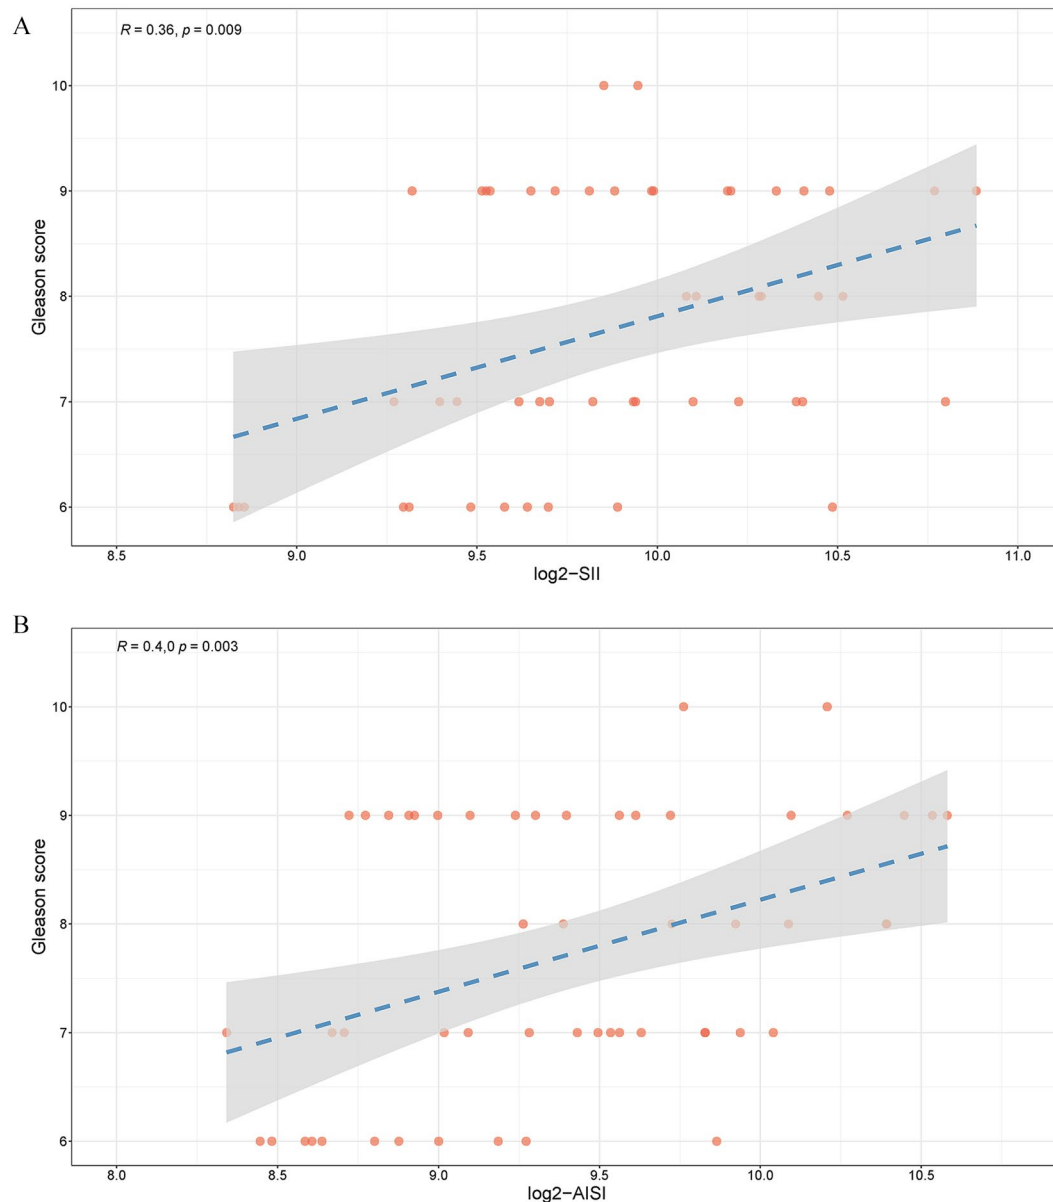 A
R = 0.36, p = 0.009
10
9
8
7
6
Gleason score
8.5 9.0 9.5 10.0 10.5 11.0
log2−SII
B
R = 0.4,0 p = 0.003
10
9
8
7
6
Gleason score
8.0 8.5 9.0 9.5 10.0 10.5
log2−AISI